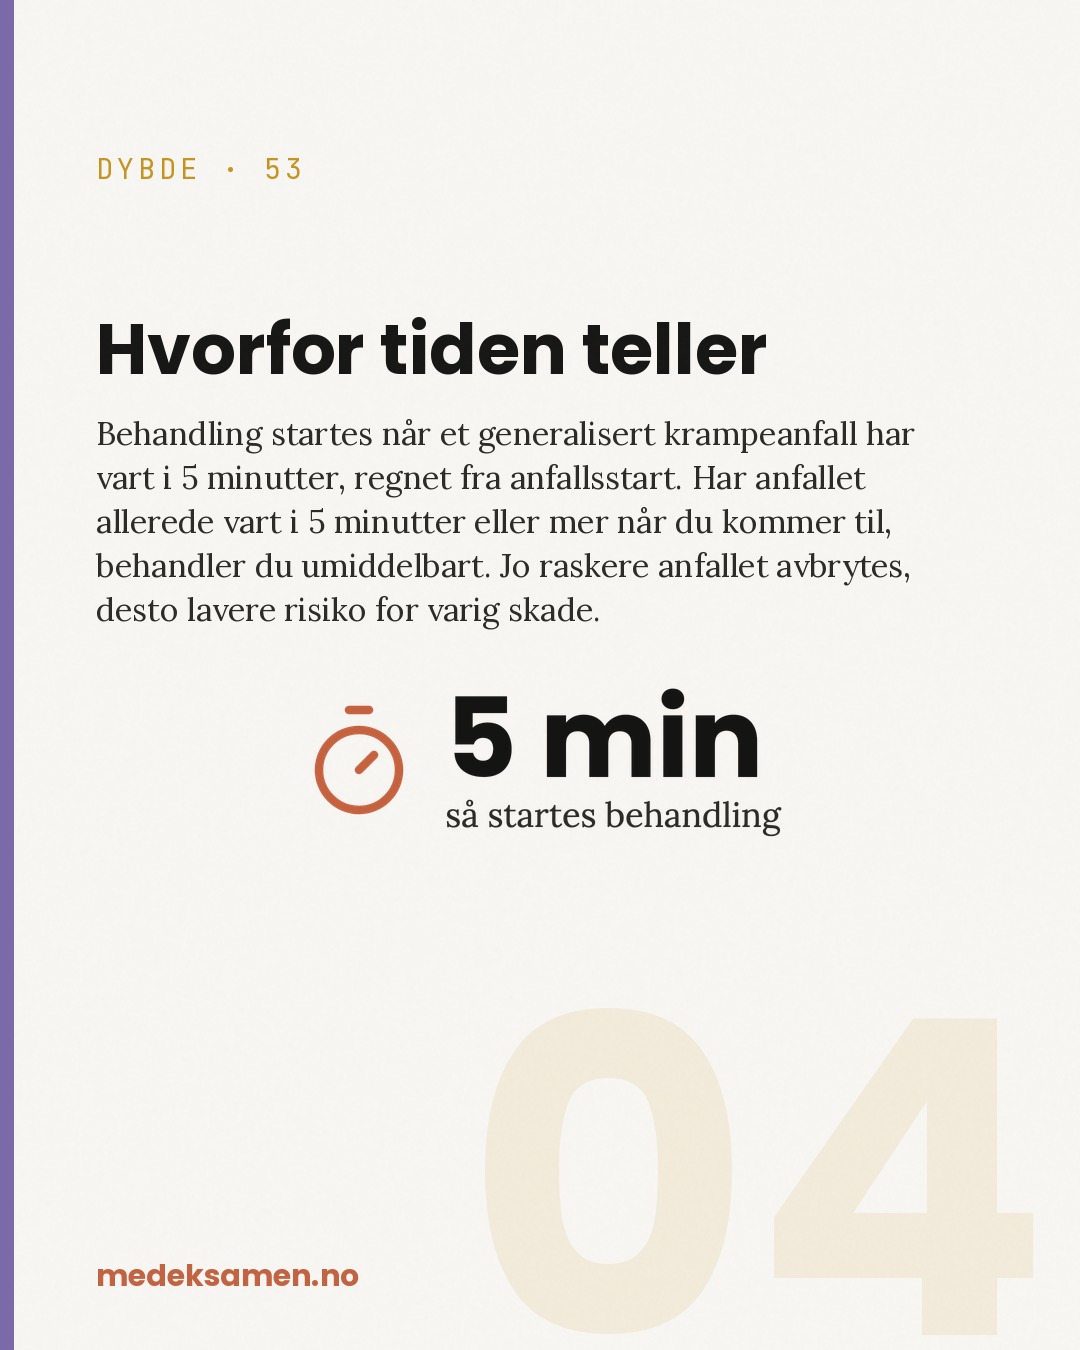 DYBDE · 53
Hvorfor tiden teller
Behandling startes når et generalisert krampeanfall har
vart i 5 minutter, regnet fra anfallsstart. Har anfallet
allerede vart i 5 minutter eller mer når du kommer til,
behandler du umiddelbart. Jo raskere anfallet avbrytes,
desto lavere risiko for varig skade.
5 min
så startes behandling
04
medeksamen.no